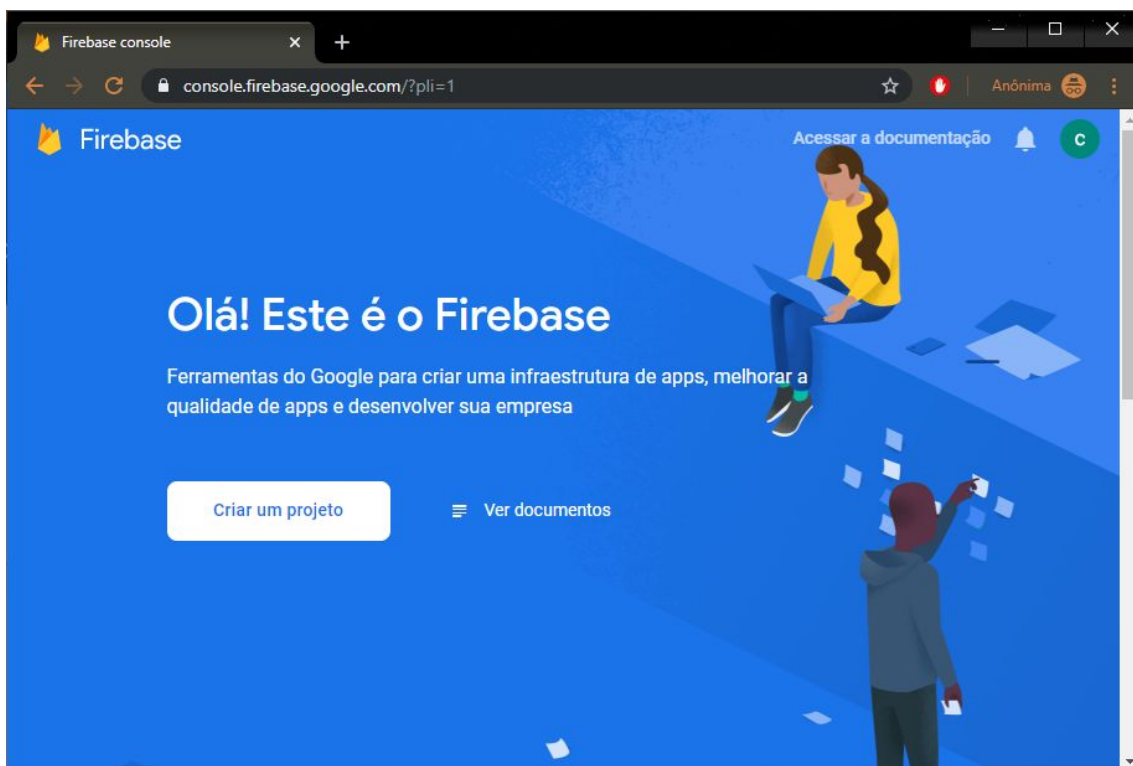 Firebase console
console.firebase.google.com/?pli=1
Anônima
Firebase
Acessar a documentação
C
Olá! Este é o Firebase
Ferramentas do Google para criar uma infraestrutura de apps, melhorar a
qualidade de apps e desenvolver sua empresa
Criar um projeto
Ver documentos